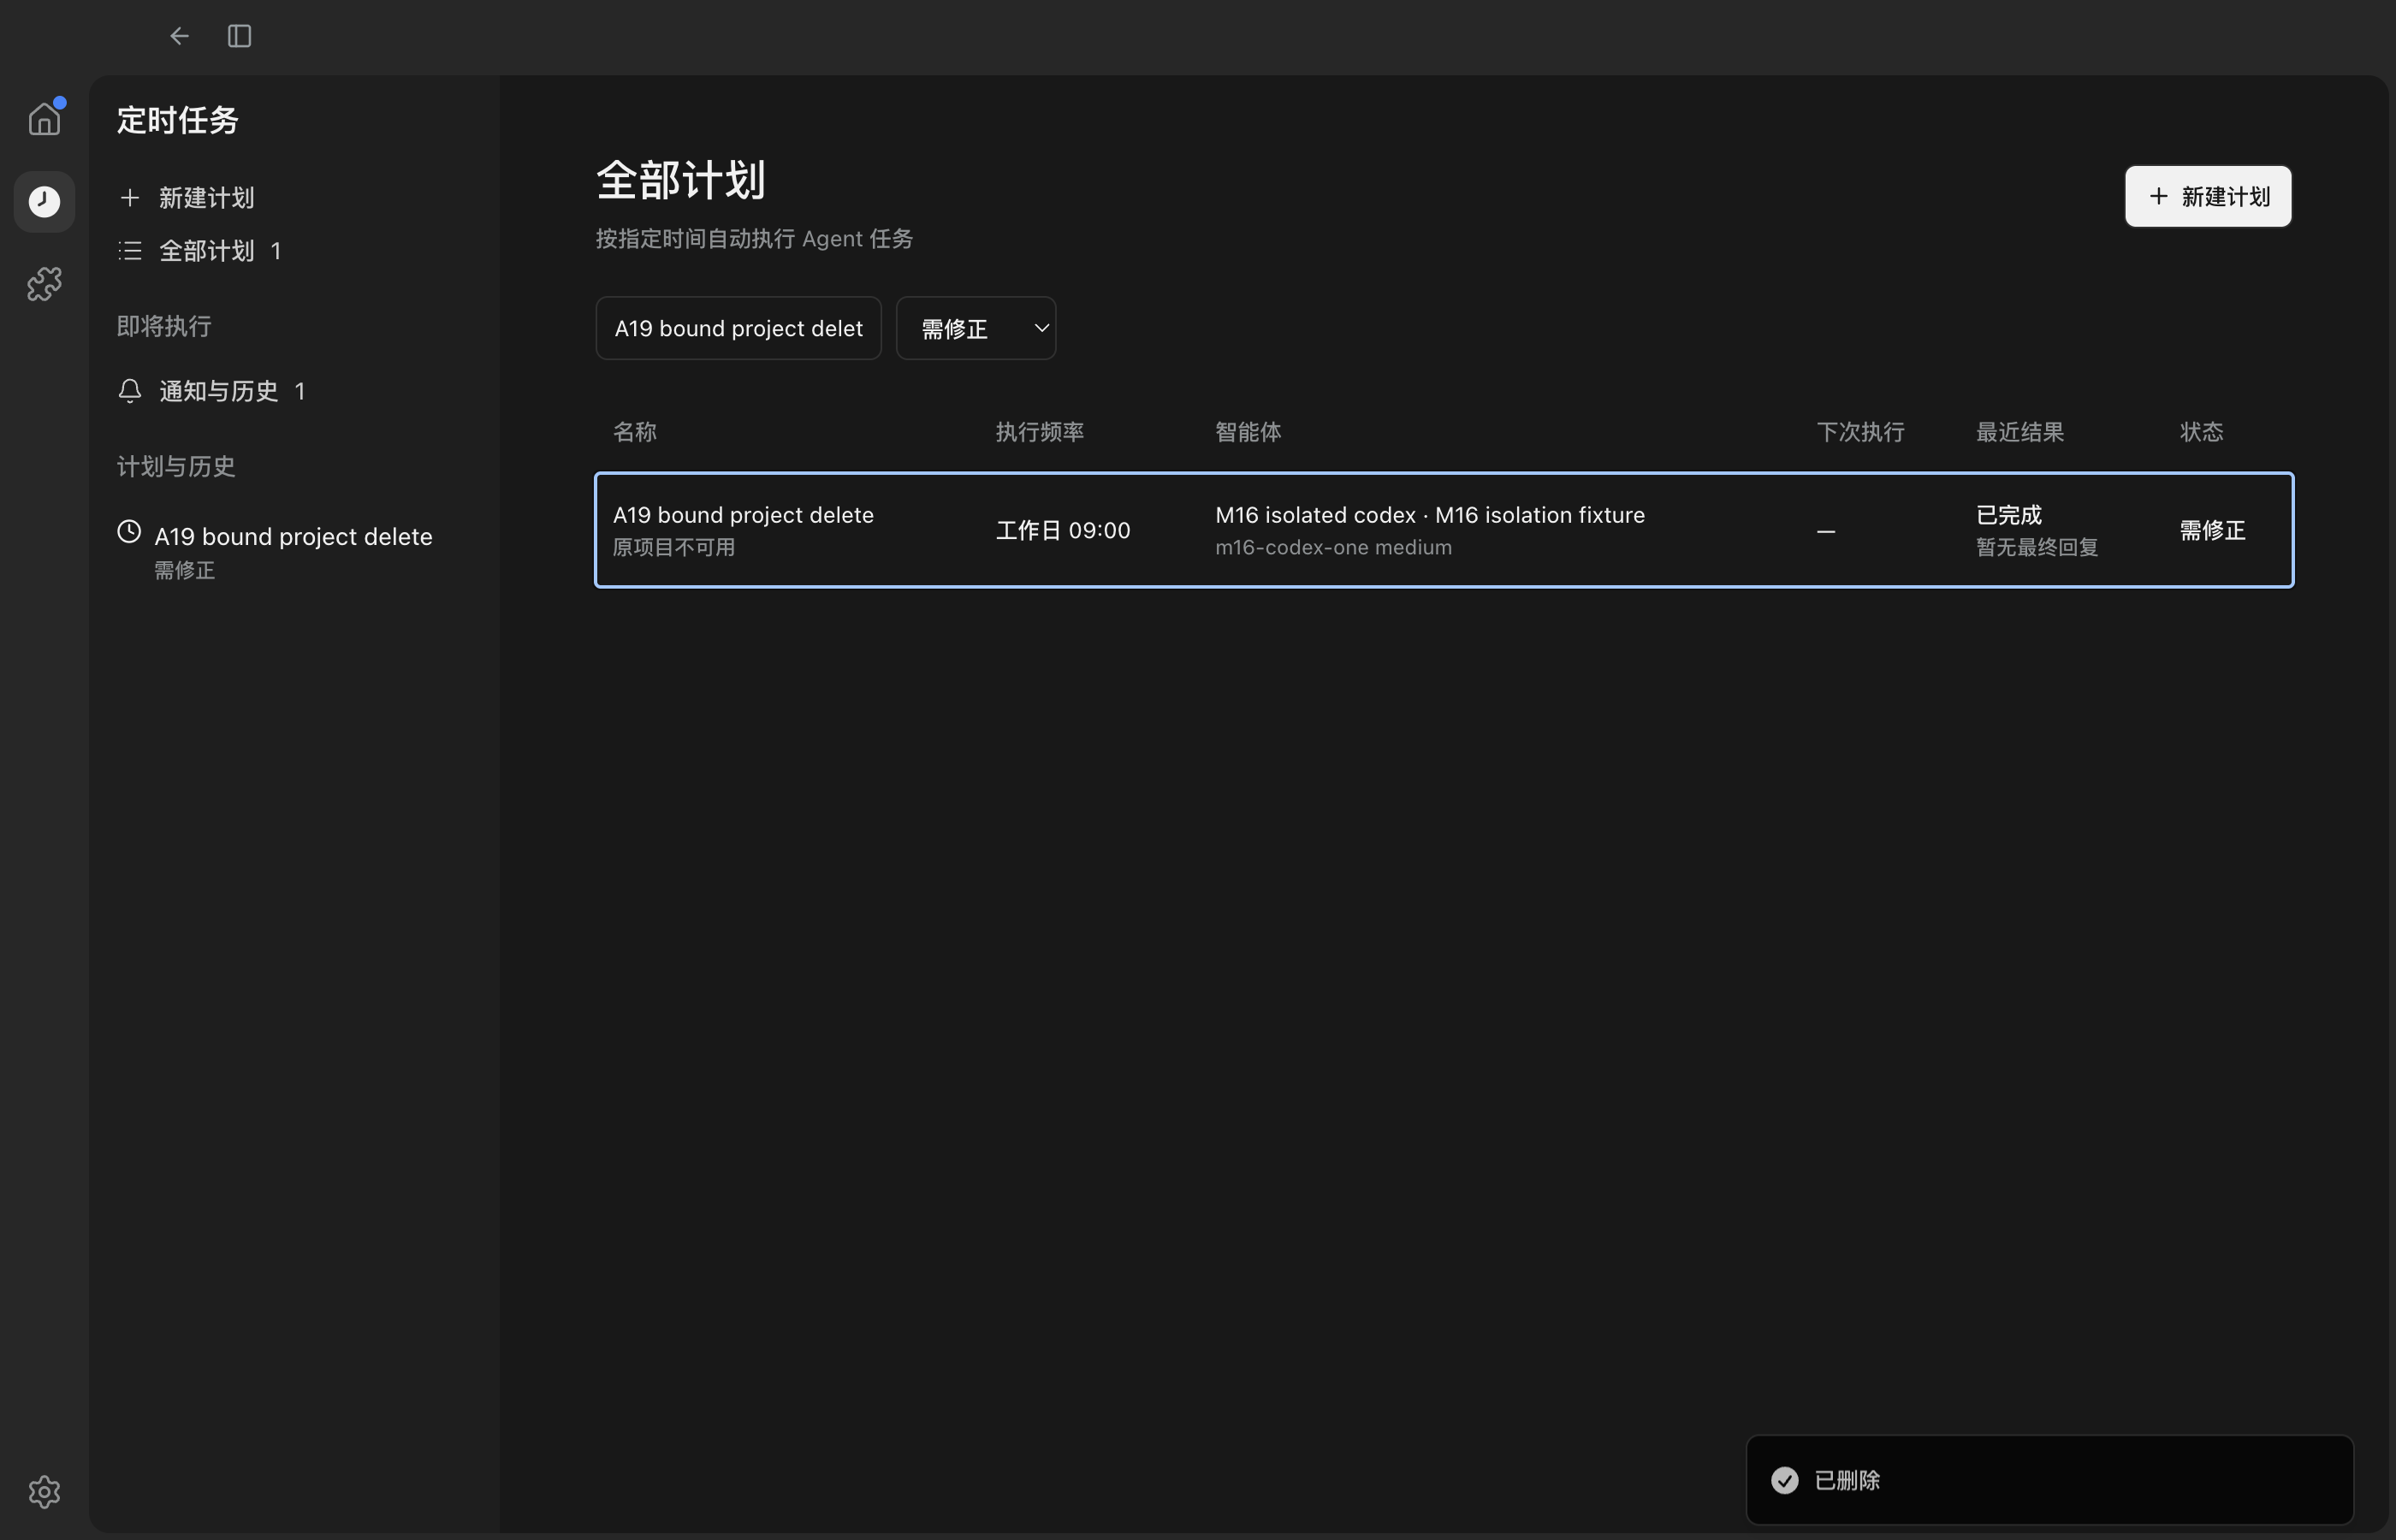 定时任务
新建计划
全部计划 1
即将执行
通知与历史 1
计划与历史
A19 bound project delete
需修正
全部计划
按指定时间自动执行 Agent 任务
新建计划
A19 bound project delet
需修正
名称 执行频率 智能体 下次执行 最近结果 状态
A19 bound project delete
原项目不可用
工作日 09:00
M16 isolated codex · M16 isolation fixture
m16-codex-one medium
—
已完成
暂无最终回复
需修正
已删除